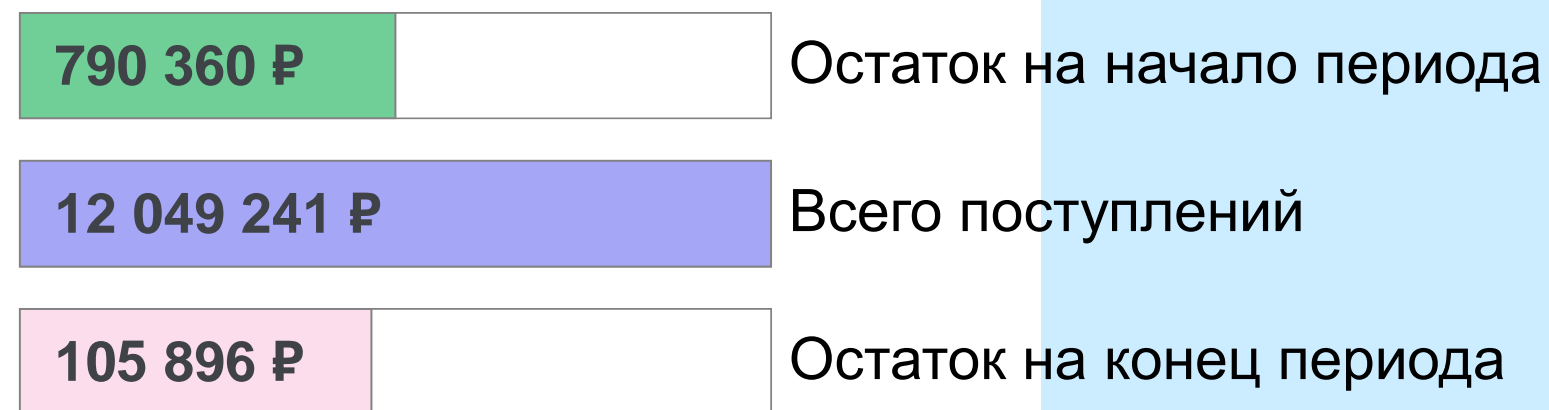 790 360 ₽ Остаток на начало периода
12 049 241 ₽ Всего поступлений
105 896 ₽ Остаток на конец периода